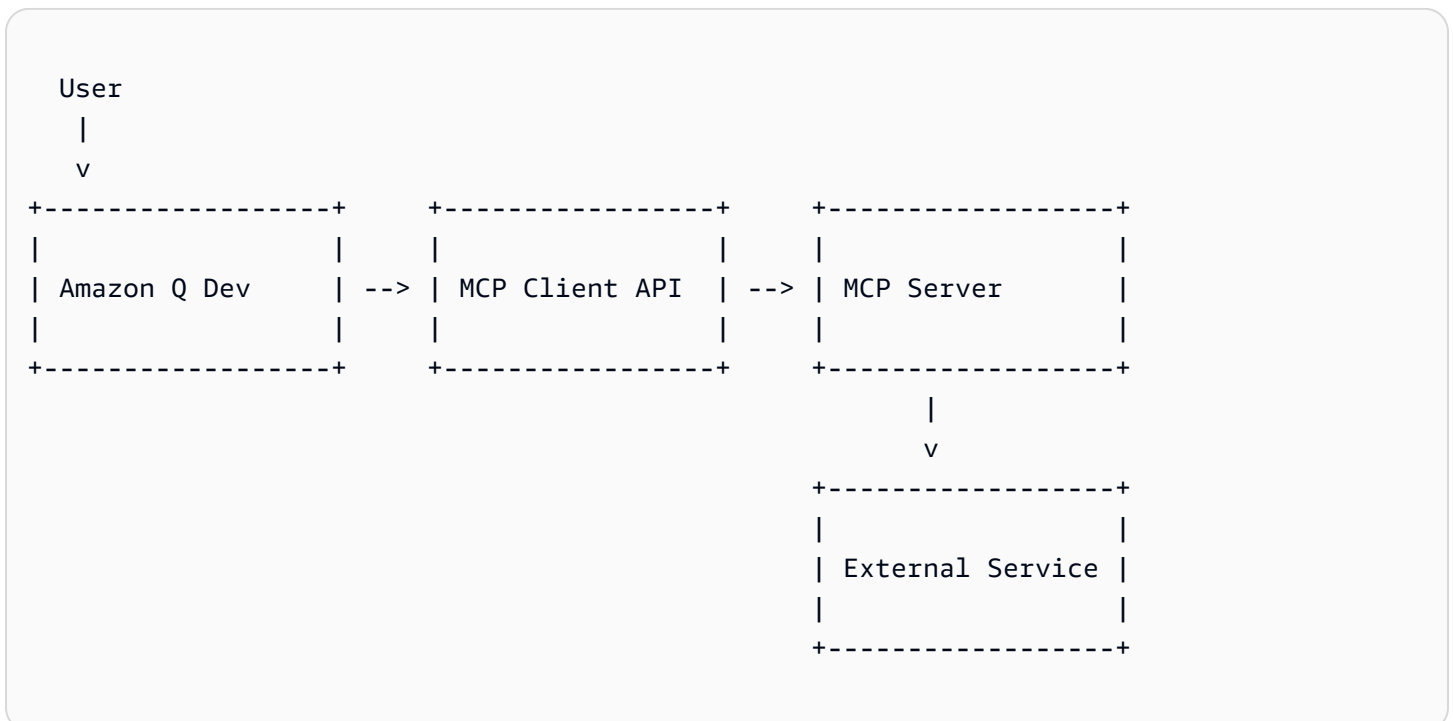 User
   |
   v
+------------------+     +-----------------+     +------------------+
|                  |     |                 |     |                  |
| Amazon Q Dev     | --> | MCP Client API  | --> | MCP Server       |
|                  |     |                 |     |                  |
+------------------+     +-----------------+     +------------------+
                                                        |
                                                        v
                                                 +------------------+
                                                 |                  |
                                                 | External Service |
                                                 |                  |
                                                 +------------------+